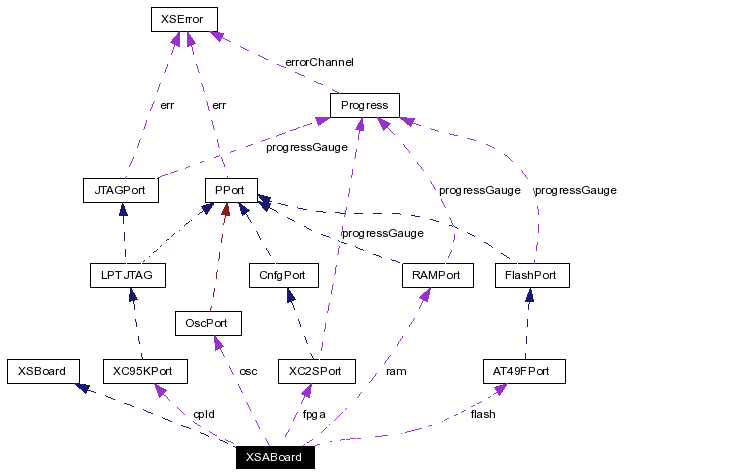 XSError
errorChannel
Progress
err
err
progressGauge
JTAGPort
PPort
progressGauge
progressGauge
progressGauge
LPTJTAG
CnfgPort
RAMPort
FlashPort
OscPort
XSBoard
XC95KPort
osc
XC2SPort
ram
AT49FPort
cpld
fpga
flash
XSABoard